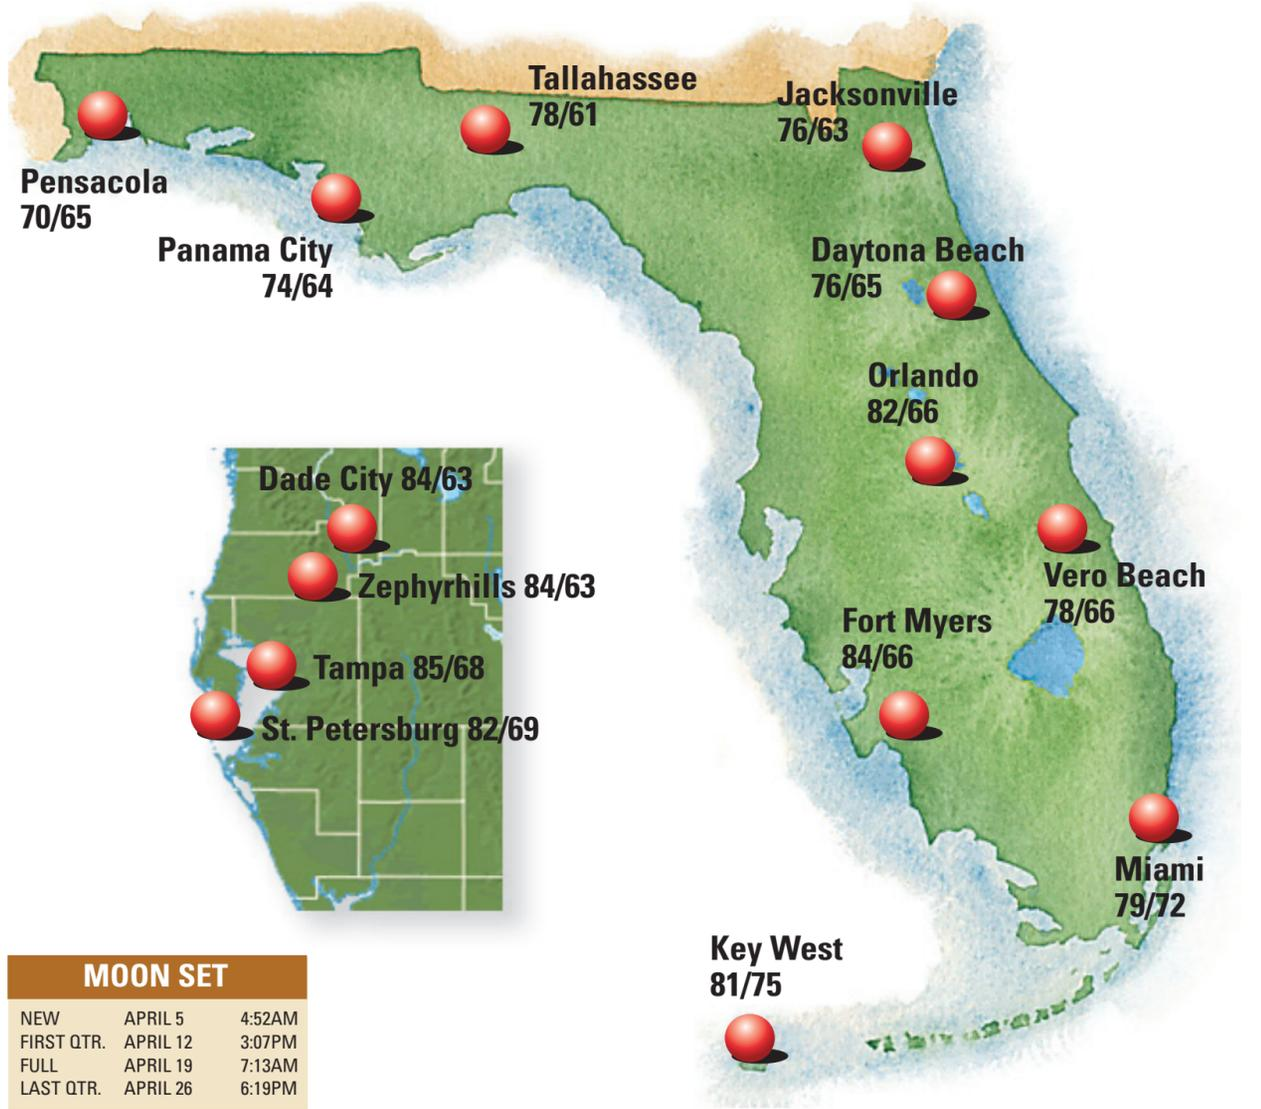 Tallahassee
78/61
Jacksonville
76/63
Pensacola
70/65
Panama City
74/64
Daytona Beach
76/65
Orlando
82/66
Dade City 84/63
Zephyrhills 84/63
Vero Beach
78/66
Fort Myers
84/66
Tampa 85/68
St. Petersburg 82/69
Miami
79/72
Key West
81/75
MOON SET
NEW APRIL 5 4:52AM
FIRST QTR. APRIL 12 3:07PM
FULL APRIL 19 7:13AM
LAST QTR. APRIL 26 6:19PM